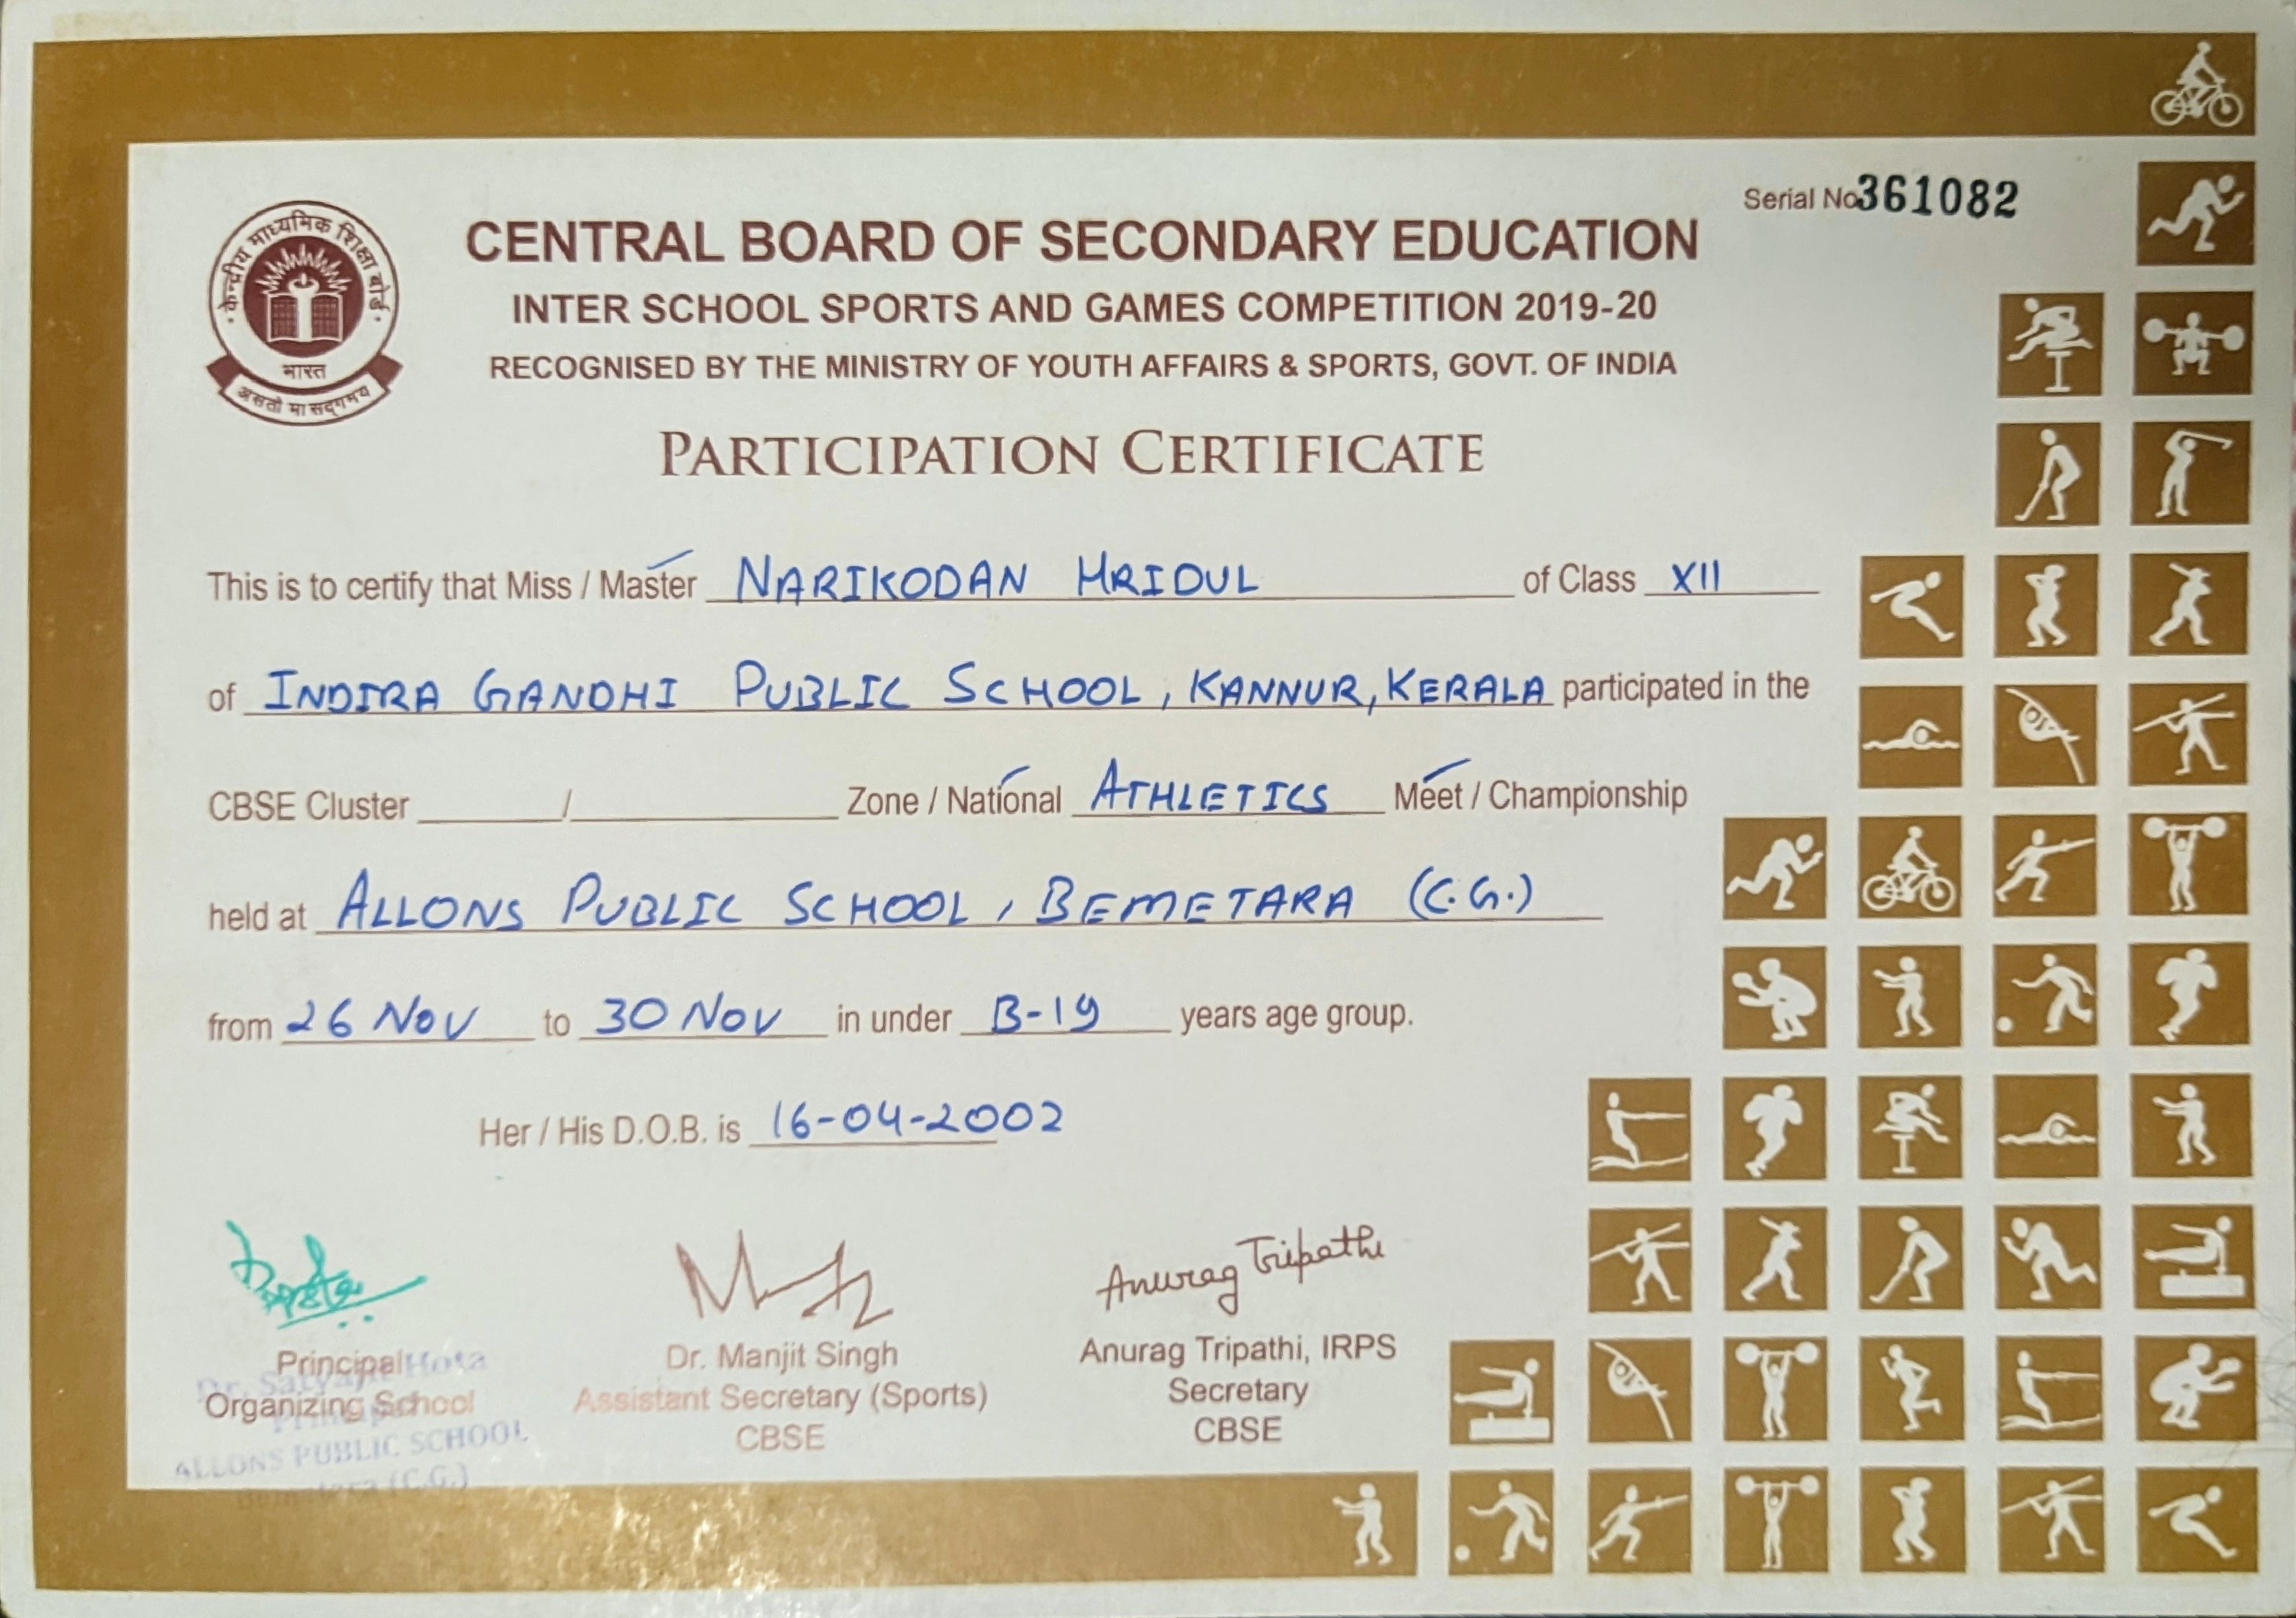 Serial No 361082
केन्द्रीय माध्यमिक शिक्षा बोर्ड
भारत
असतो मा सद्गमय
CENTRAL BOARD OF SECONDARY EDUCATION
INTER SCHOOL SPORTS AND GAMES COMPETITION 2019-20
RECOGNISED BY THE MINISTRY OF YOUTH AFFAIRS & SPORTS, GOVT. OF INDIA
PARTICIPATION CERTIFICATE
This is to certify that Miss / Master NARIKODAN HRIDUL of Class XII
of INDIRA GANDHI PUBLIC SCHOOL, KANNUR, KERALA participated in the
CBSE Cluster / Zone / National ATHLETICS Meet / Championship
held at ALLONS PUBLIC SCHOOL, BEMETARA (C.G.)
from 26 NOV to 30 NOV in under B-19 years age group.
Her / His D.O.B. is 16-04-2002
Anurag Tripathi
Principal
Organizing School
Dr. Manjit Singh
Assistant Secretary (Sports)
CBSE
Anurag Tripathi, IRPS
Secretary
CBSE
Hota
Principal
ALLONS PUBLIC SCHOOL
(C.G.)